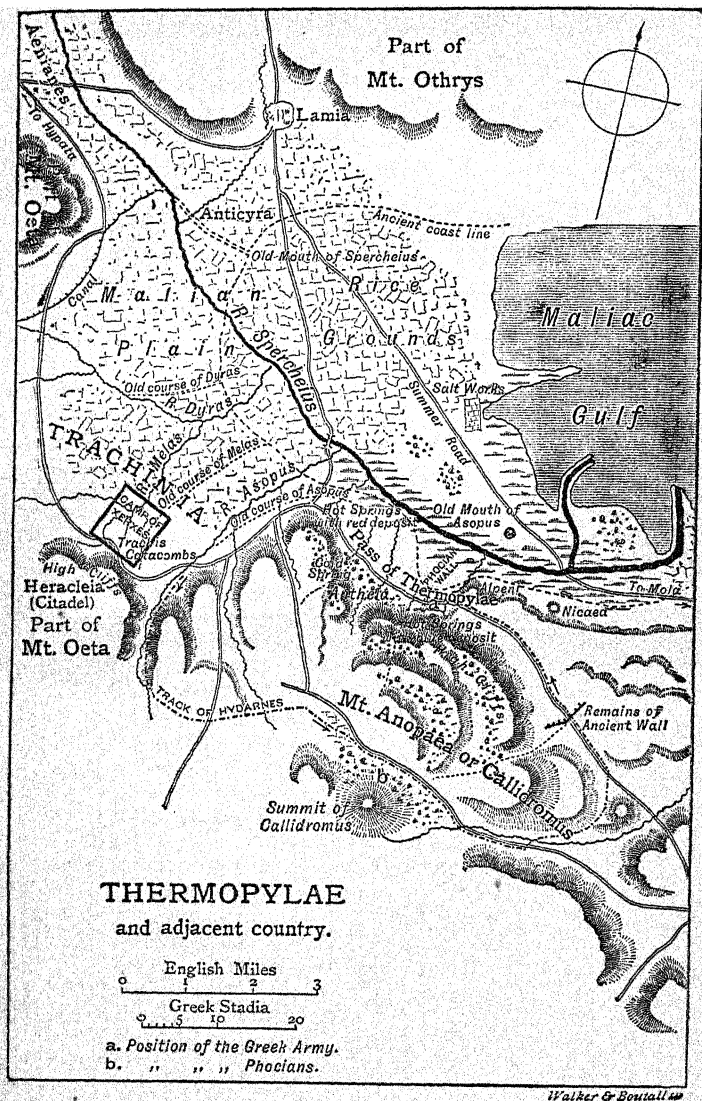 Part of
Mt. Othrys
Aenianes
To Hypata
Lamia
Mt. Oeta
Anticyra
Ancient coast line
Old Mouth of Spercheius
Canal
Malian
Plain
Rice
Grounds
R. Spercheius
Maliac
Gulf
Old course of Dyras
R. Dyras
Summer Road
Salt Works
TRACHINIA
Melas
Old course of Melas
R. Asopus
Old course of Asopus
CAMP OF
XERXES
Trachis
Catacombs
Hot Springs
with red deposit
Old Mouth of
Asopus
High Cliffs
Heracleia
(Citadel)
Part of
Mt. Oeta
Pass of Thermopylae
PHOCIAN
WALL
Alpeni
To Mola
Nicaea
Anthela
Hot Springs
TRACK OF HYDARNES
Mt. Anopaea or Callidromus
Remains of
Ancient Wall
b
Summit of
Callidromus
THERMOPYLAE
and adjacent country.
English Miles
0 1 2 3
Greek Stadia
0 5 10 20
a. Position of the Greek Army.
b. „ „ „ Phocians.
Walker & Boutall sc